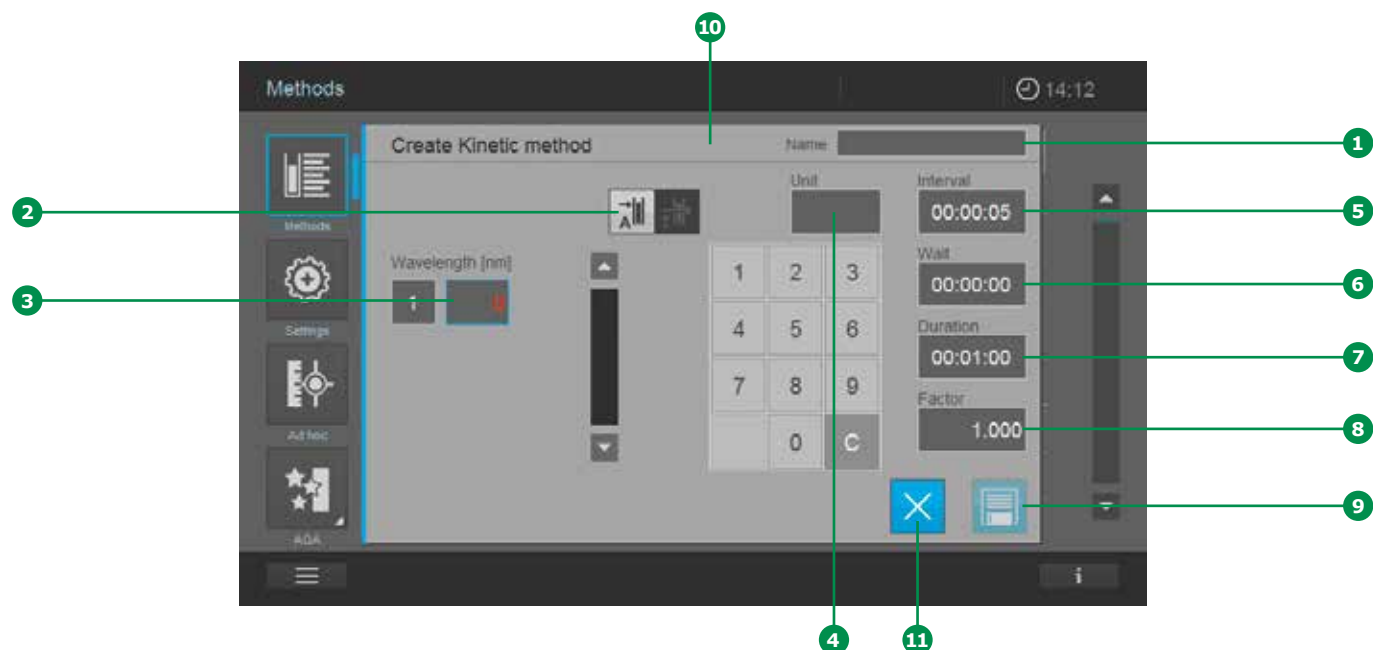 10
Methods 14:12
Create Kinetic method Name 1
Unit Interval
2 A 00:00:05 5
Methods
Wavelength [nm] Wait
1 2 3 00:00:00 6
3 1
Settings 4 5 6 Duration
00:01:00 7
7 8 9 Factor
Ad hoc 0 C 1.000 8
9
AQA
i
4 11